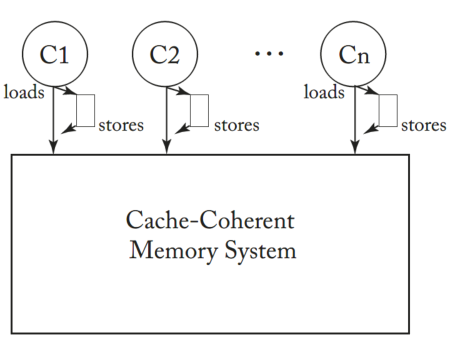 C1 C2 ... Cn
loads loads
stores stores stores
Cache-Coherent
Memory System